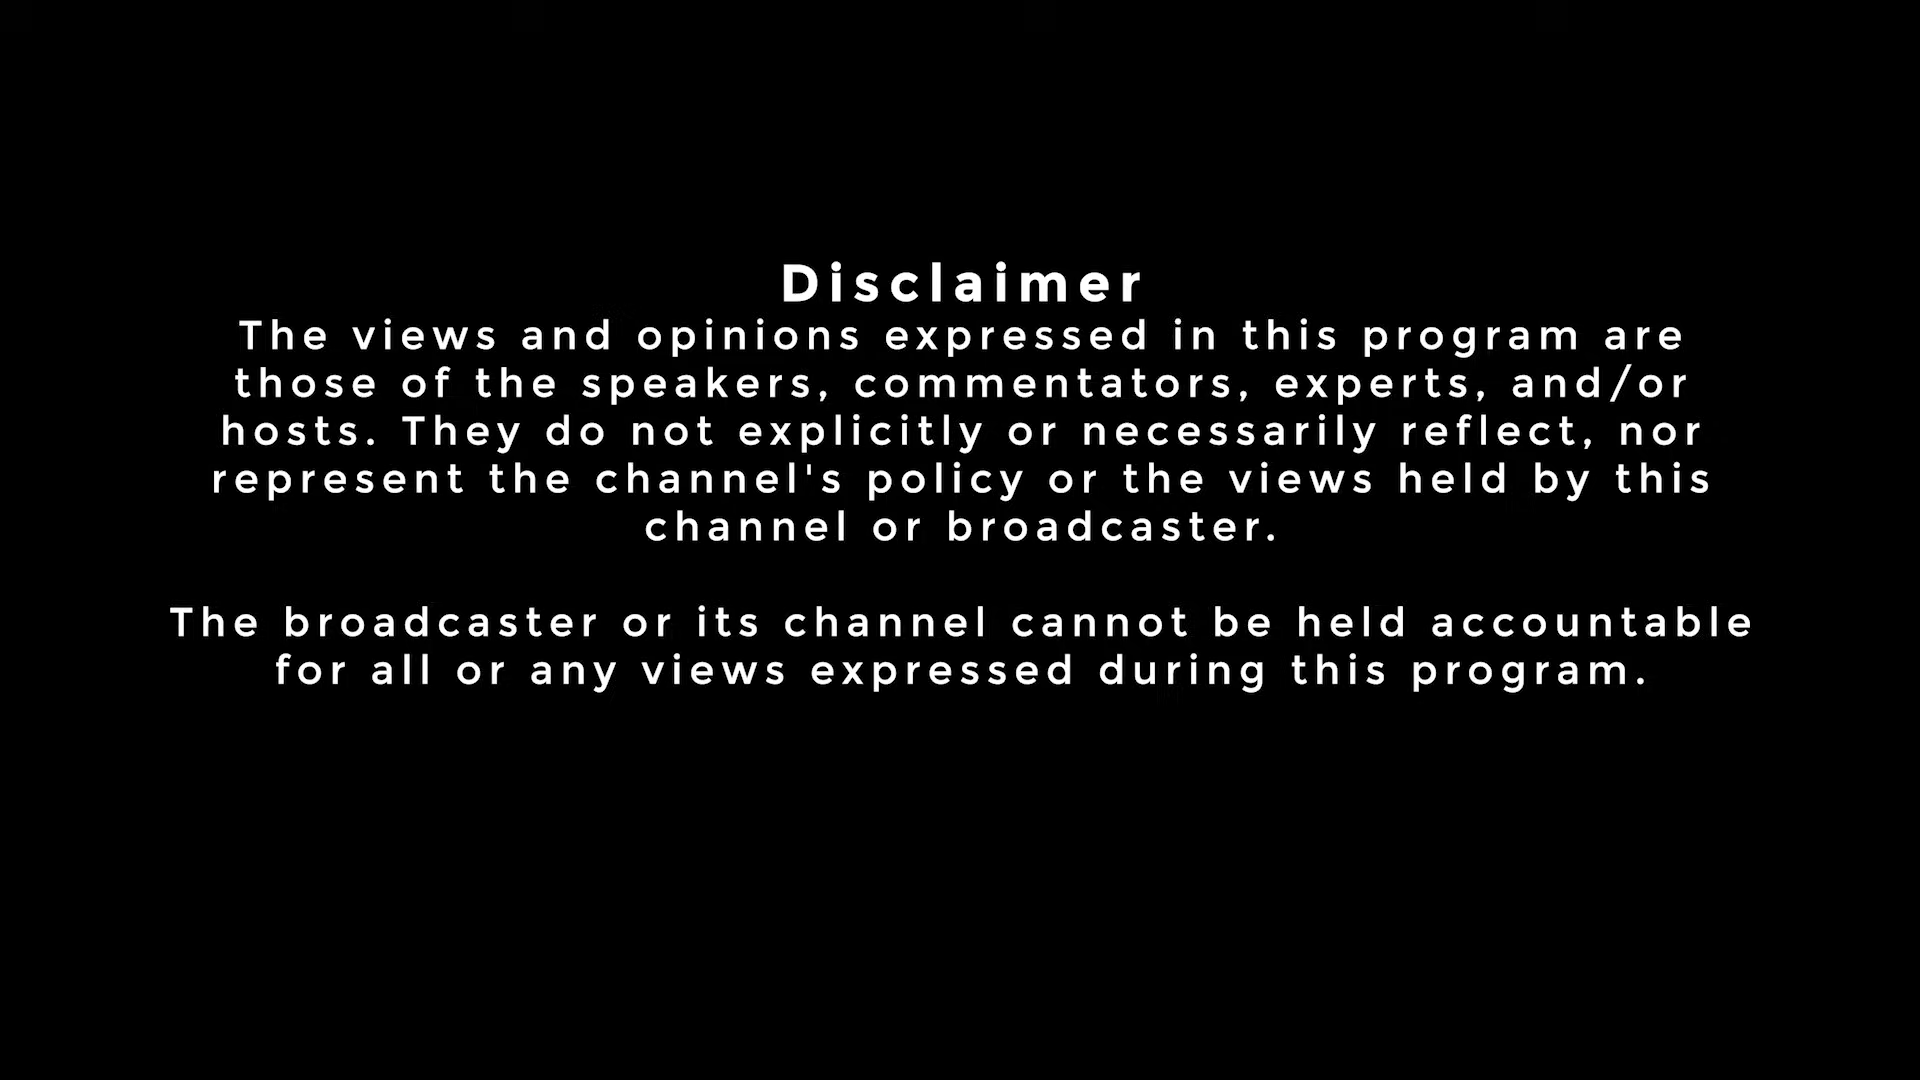 Disclaimer
The views and opinions expressed in this program are
those of the speakers, commentators, experts, and/or
hosts. They do not explicitly or necessarily reflect, nor
represent the channel's policy or the views held by this
channel or broadcaster.
The broadcaster or its channel cannot be held accountable
for all or any views expressed during this program.